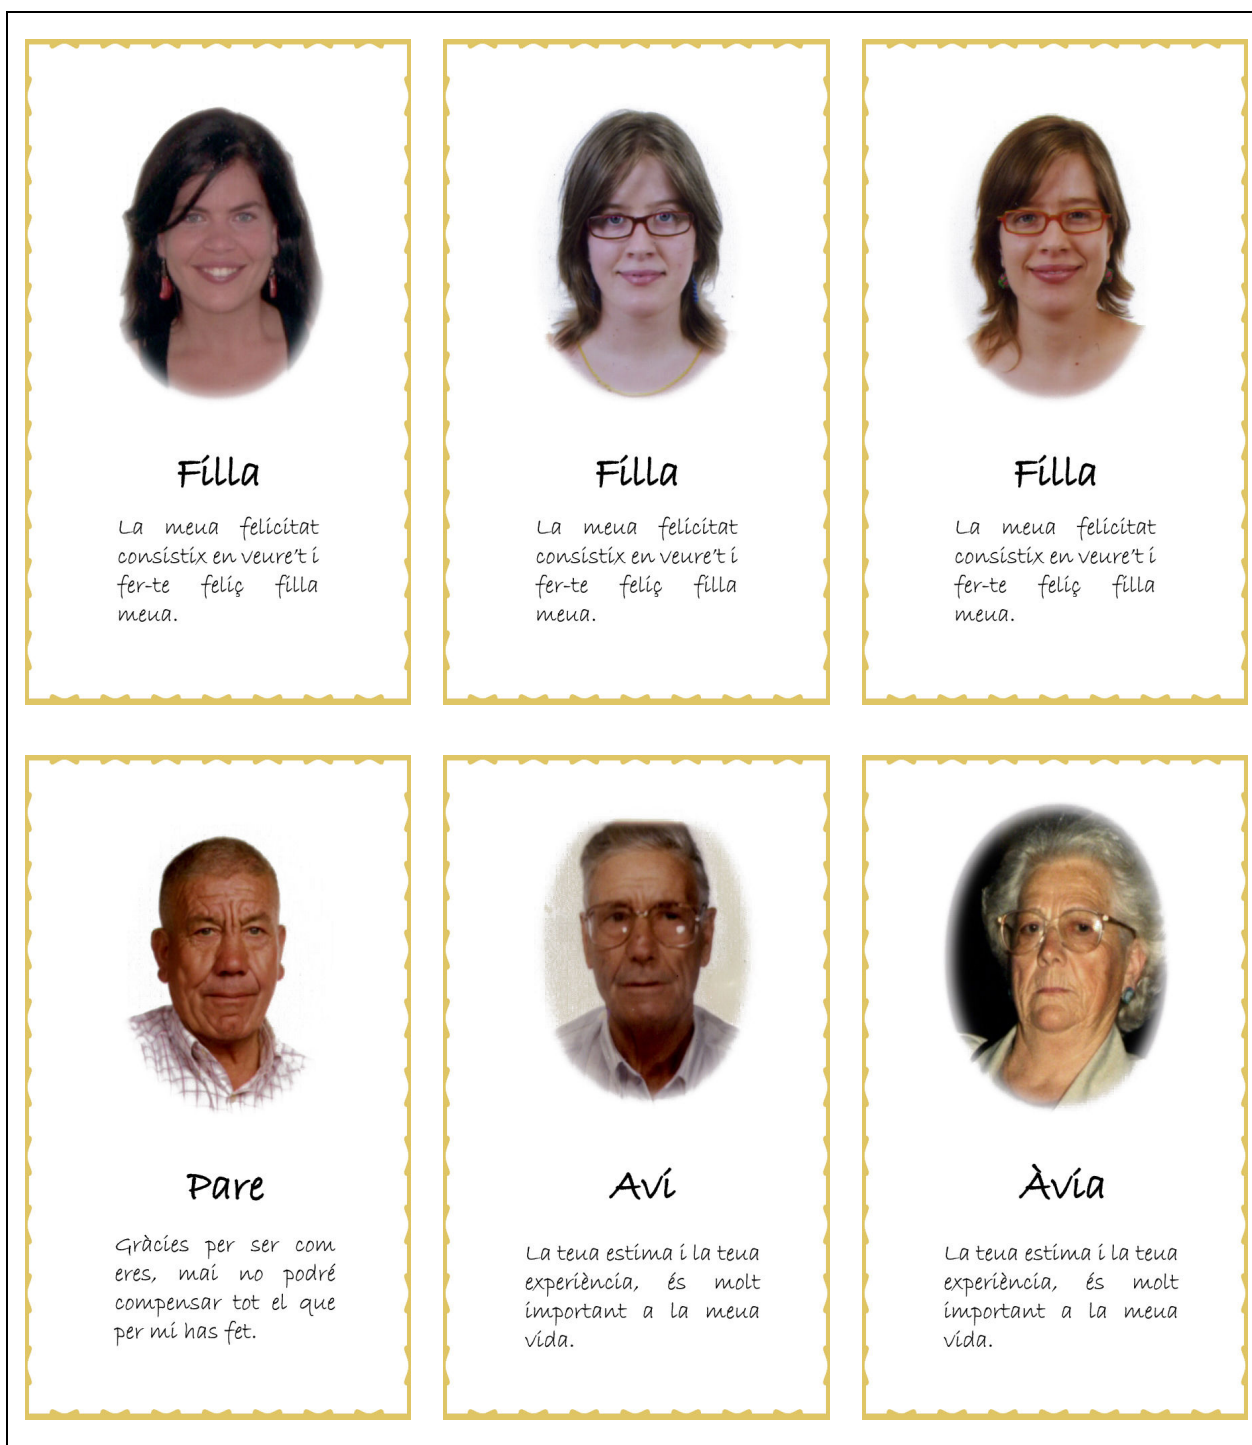 Filla
La meua felicitat
consistix en veure't i
fer-te feliç filla
meua.
Filla
La meua felicitat
consistix en veure't i
fer-te feliç filla
meua.
Filla
La meua felicitat
consistix en veure't i
fer-te feliç filla
meua.
Pare
Gràcies per ser com
eres, mai no podré
compensar tot el que
per mi has fet.
Avi
La teua estima i la teua
experiència, és molt
important a la meua
vida.
Àvia
La teua estima i la teua
experiència, és molt
important a la meua
vida.